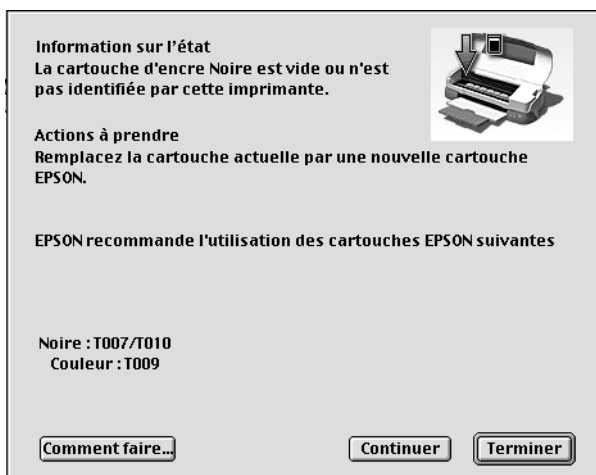 Information sur l'état
La cartouche d'encre Noire est vide ou n'est
pas identifiée par cette imprimante.
Actions à prendre
Remplacez la cartouche actuelle par une nouvelle cartouche
EPSON.
EPSON recommande l'utilisation des cartouches EPSON suivantes
Noire : T007/T010
Couleur : T009
Comment faire...
Continuer
Terminer